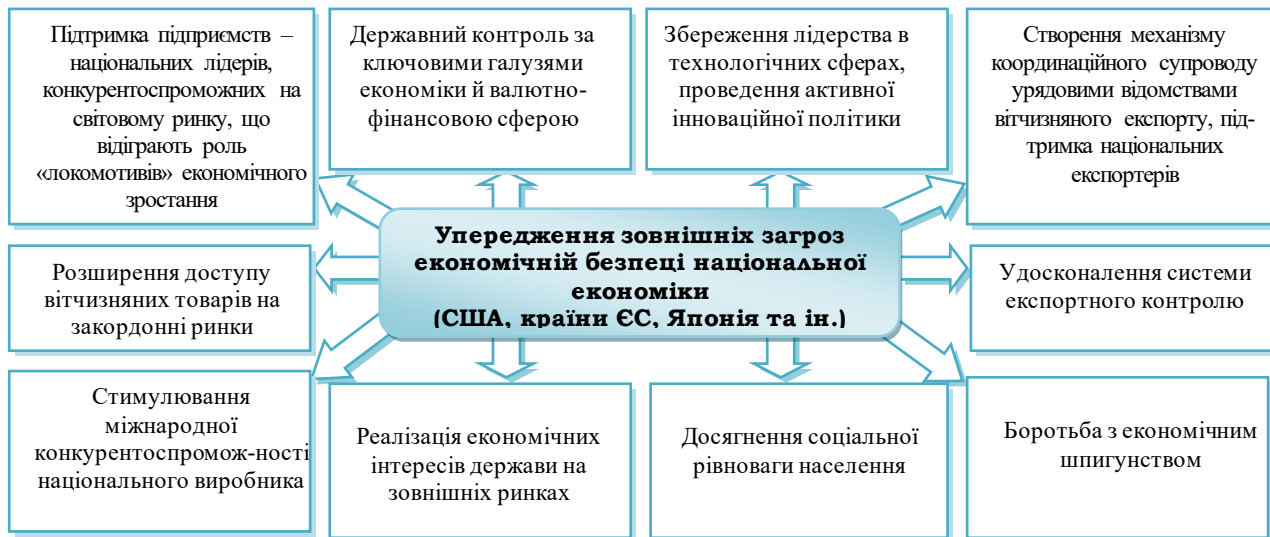 Підтримка підприємств –
національних лідерів,
конкурентоспроможних на
світовому ринку, що
відіграють роль
«локомотивів» економічного
зростання
Державний контроль за
ключовими галузями
економіки й валютно-
фінансовою сферою
Збереження лідерства в
технологічних сферах,
проведення активної
інноваційної політики
Створення механізму
координаційного супроводу
урядовими відомствами
вітчизняного експорту, під-
тримка національних
експортерів
Упередження зовнішніх загроз
економічній безпеці національної
економіки
(США, країни ЄС, Японія та ін.)
Розширення доступу
вітчизняних товарів на
закордонні ринки
Удосконалення системи
експортного контролю
Стимулювання
міжнародної
конкурентоспромож-ності
національного виробника
Реалізація економічних
інтересів держави на
зовнішніх ринках
Досягнення соціальної
рівноваги населення
Боротьба з економічним
шпигунством